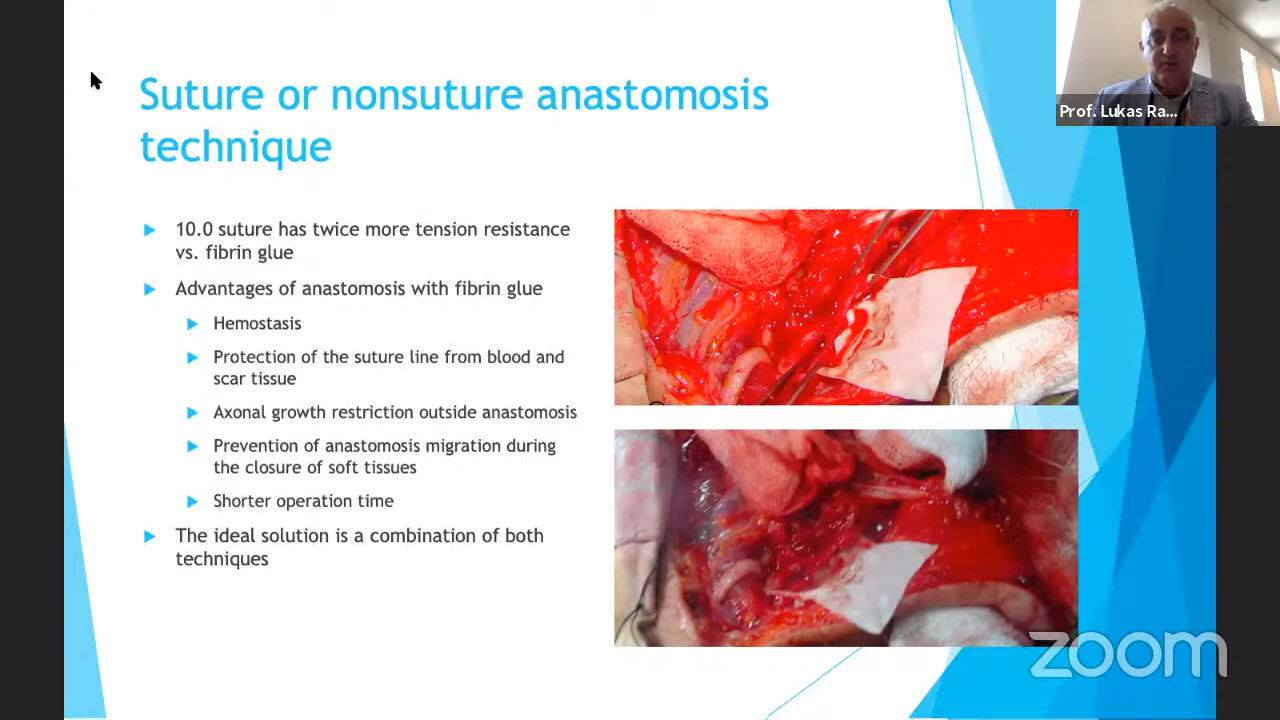 Suture or nonsuture anastomosis
technique
10.0 suture has twice more tension resistance
vs. fibrin glue
Advantages of anastomosis with fibrin glue
Hemostasis
Protection of the suture line from blood and
scar tissue
Axonal growth restriction outside anastomosis
Prevention of anastomosis migration during
the closure of soft tissues
Shorter operation time
The ideal solution is a combination of both
techniques
Prof. Lukas Ra...
zoom